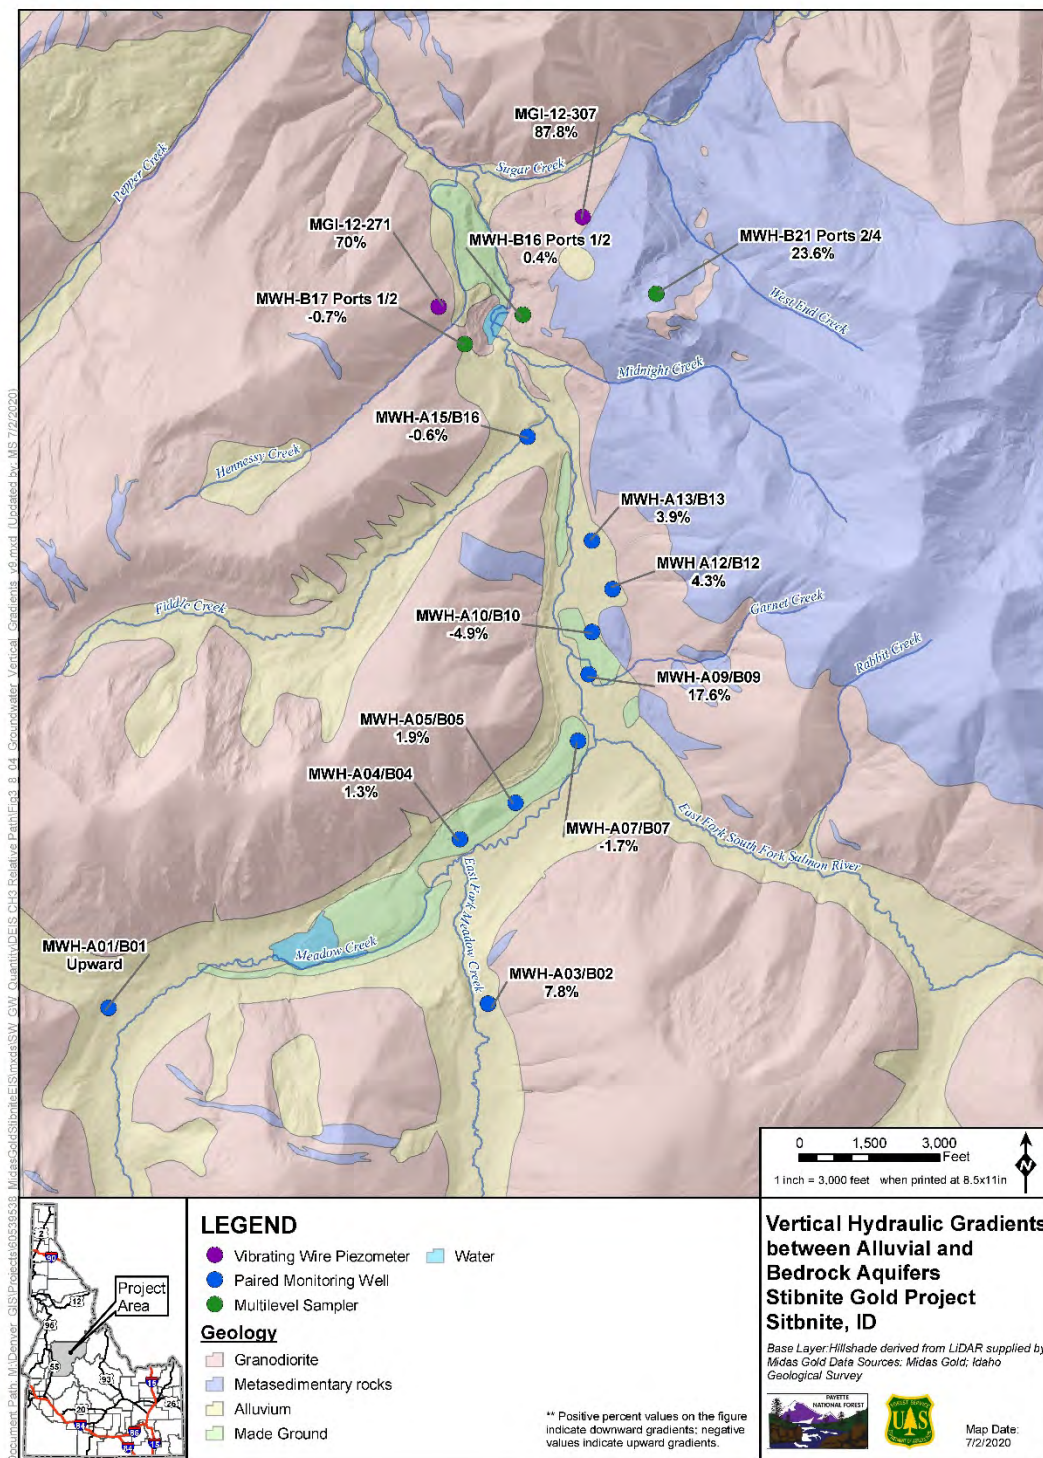 MGI-12-307
87.8%
Pepper Creek
Sugar Creek
MGI-12-271
70%
MWH-B16 Ports 1/2
0.4%
MWH-B21 Ports 2/4
23.6%
MWH-B17 Ports 1/2
-0.7%
West End Creek
Midnight Creek
MWH-A15/B16
-0.6%
Hennessy Creek
MWH-A13/B13
3.9%
MWH A12/B12
4.3%
Fiddle Creek
MWH-A10/B10
-4.9%
Garnet Creek
Rabbit Creek
MWH-A09/B09
17.6%
MWH-A05/B05
1.9%
MWH-A04/B04
1.3%
MWH-A07/B07
-1.7%
East Fork South Fork Salmon River
East Fork Meadow Creek
Meadow Creek
MWH-A01/B01
Upward
MWH-A03/B02
7.8%
0 1,500 3,000
Feet
1 inch = 3,000 feet when printed at 8.5x11in
N
Project
Area
LEGEND
Vibrating Wire Piezometer
Water
Paired Monitoring Well
Multilevel Sampler
Geology
Granodiorite
Metasedimentary rocks
Alluvium
Made Ground
** Positive percent values on the figure
indicate downward gradients; negative
values indicate upward gradients.
Vertical Hydraulic Gradients
between Alluvial and
Bedrock Aquifers
Stibnite Gold Project
Sitbnite, ID
Base Layer:Hillshade derived from LiDAR supplied by
Midas Gold Data Sources: Midas Gold; Idaho
Geological Survey
PAYETTE
NATIONAL FOREST
UAS
Map Date:
7/2/2020